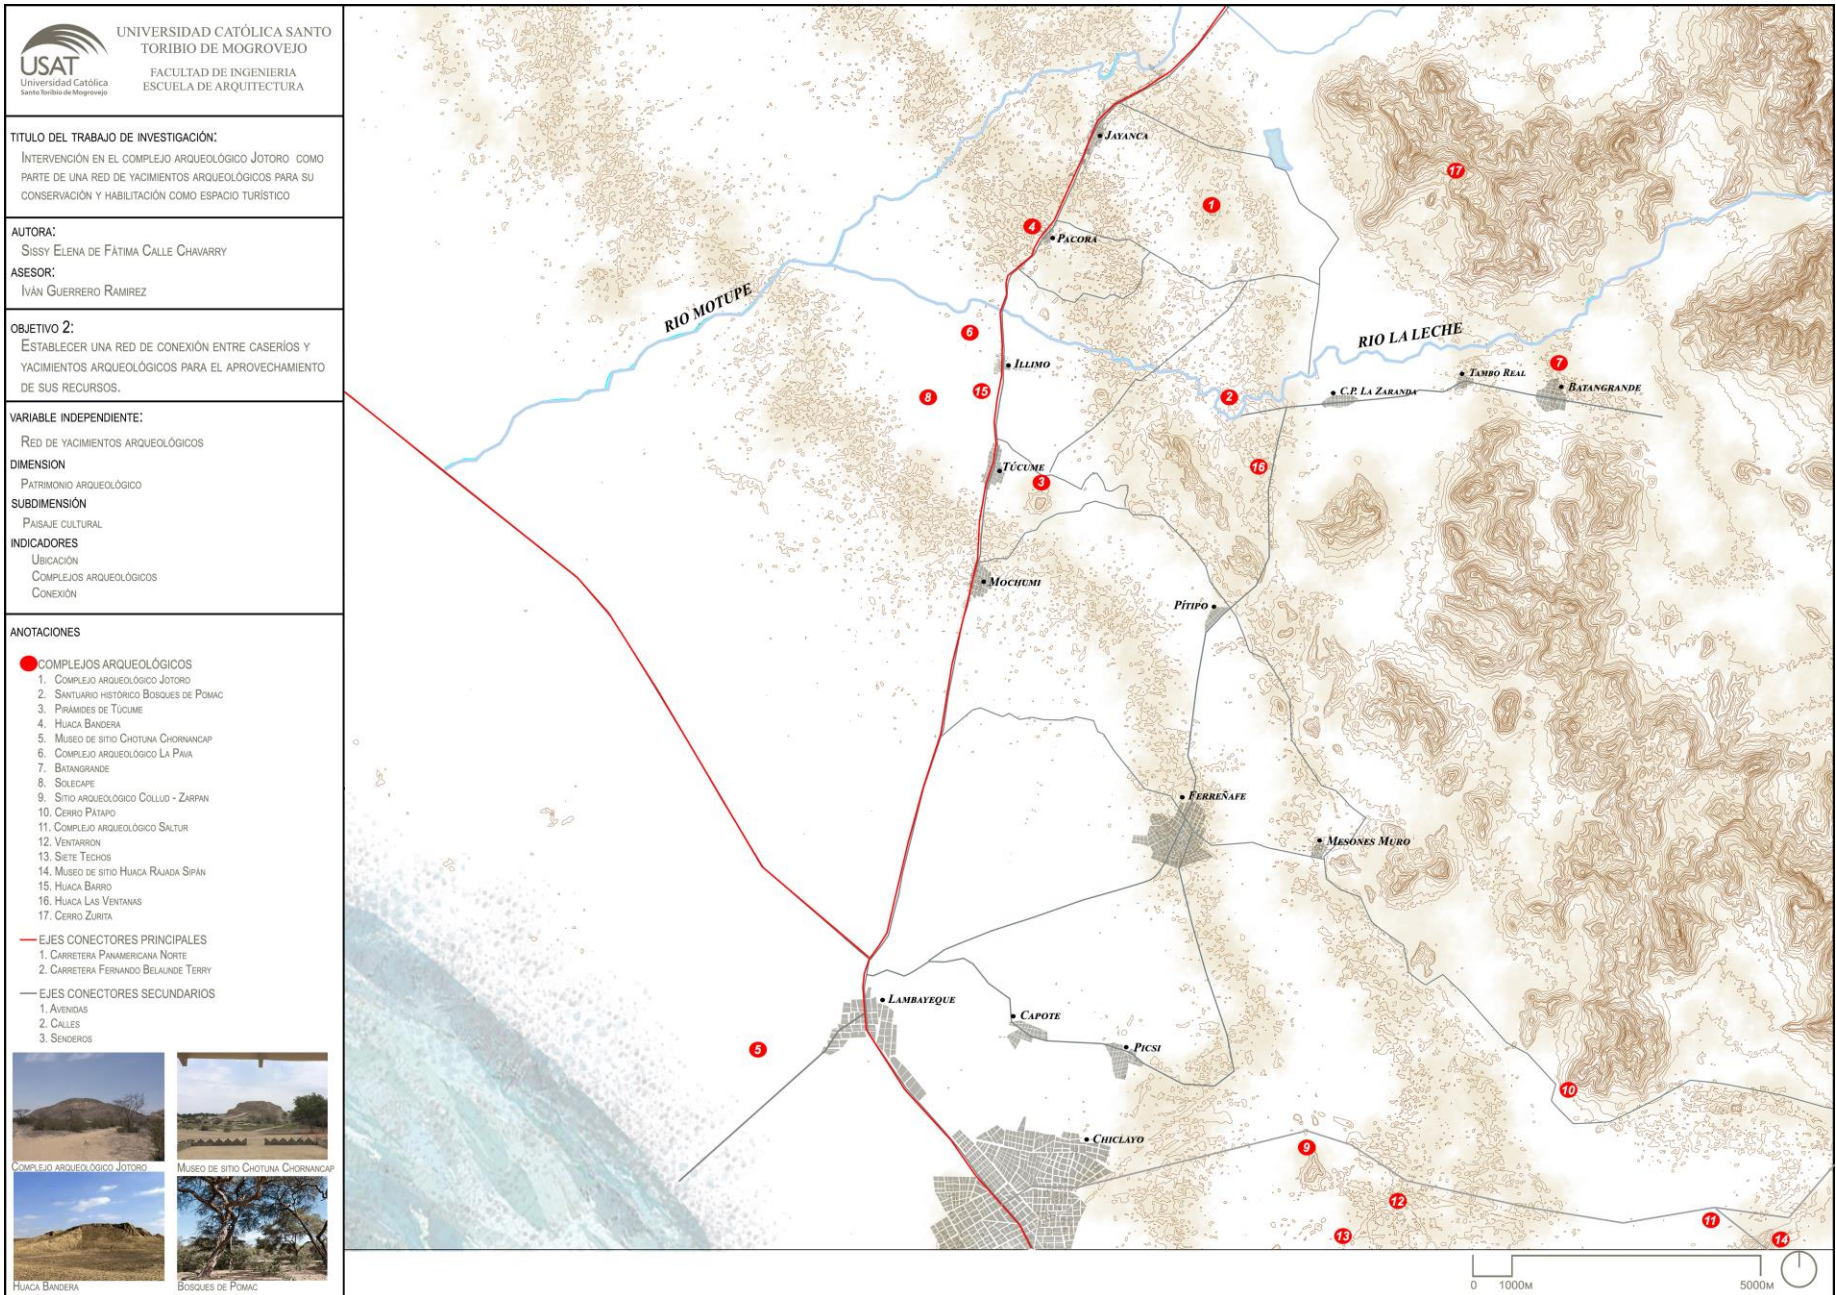 UNIVERSIDAD CATÓLICA SANTO
TORIBIO DE MOGROVEJO
FACULTAD DE INGENIERIA
ESCUELA DE ARQUITECTURA
USAT
Universidad Católica
Santo Toribio de Mogrovejo
TITULO DEL TRABAJO DE INVESTIGACIÓN:
INTERVENCIÓN EN EL COMPLEJO ARQUEOLÓGICO JOTORO COMO
PARTE DE UNA RED DE YACIMIENTOS ARQUEOLÓGICOS PARA SU
CONSERVACIÓN Y HABILITACIÓN COMO ESPACIO TURÍSTICO
AUTORA:
SISSY ELENA DE FÁTIMA CALLE CHAVARRY
ASESOR:
IVÁN GUERRERO RAMIREZ
OBJETIVO 2:
ESTABLECER UNA RED DE CONEXIÓN ENTRE CASERÍOS Y
YACIMIENTOS ARQUEOLÓGICOS PARA EL APROVECHAMIENTO
DE SUS RECURSOS.
VARIABLE INDEPENDIENTE:
RED DE YACIMIENTOS ARQUEOLÓGICOS
DIMENSION
PATRIMONIO ARQUEOLÓGICO
SUBDIMENSIÓN
PAISAJE CULTURAL
INDICADORES
UBICACIÓN
COMPLEJOS ARQUEOLÓGICOS
CONEXIÓN
ANOTACIONES
COMPLEJOS ARQUEOLÓGICOS
1. COMPLEJO ARQUEOLÓGICO JOTORO
2. SANTUARIO HISTÓRICO BOSQUES DE POMAC
3. PIRÁMIDES DE TÚCUME
4. HUACA BANDERA
5. MUSEO DE SITIO CHOTUNA CHORNANCAP
6. COMPLEJO ARQUEOLÓGICO LA PAVA
7. BATANGRANDE
8. SOLECAPE
9. SITIO ARQUEOLÓGICO COLLUD - ZARPAN
10. CERRO PÁTAPO
11. COMPLEJO ARQUEOLÓGICO SALTUR
12. VENTARRON
13. SIETE TECHOS
14. MUSEO DE SITIO HUACA RAJADA SIPÁN
15. HUACA BARRO
16. HUACA LAS VENTANAS
17. CERRO ZURITA
EJES CONECTORES PRINCIPALES
1. CARRETERA PANAMERICANA NORTE
2. CARRETERA FERNANDO BELAUNDE TERRY
EJES CONECTORES SECUNDARIOS
1. AVENIDAS
2. CALLES
3. SENDEROS
COMPLEJO ARQUEOLÓGICO JOTORO
MUSEO DE SITIO CHOTUNA CHORNANCAP
HUACA BANDERA
BOSQUES DE POMAC
JAYANCA
17
1
4
PACORA
RIO MOTUPE
6
ILLIMO
RIO LA LECHE
7
TAMBO REAL
BATANGRANDE
C.P. LA ZARANDA
15
8
2
TÚCUME
16
3
MOCHUMI
PÍTIPO
FERREÑAFE
MESONES MURO
LAMBAYEQUE
CAPOTE
PICSI
5
10
CHICLAYO
9
12
11
13
14
0
1000M
5000M